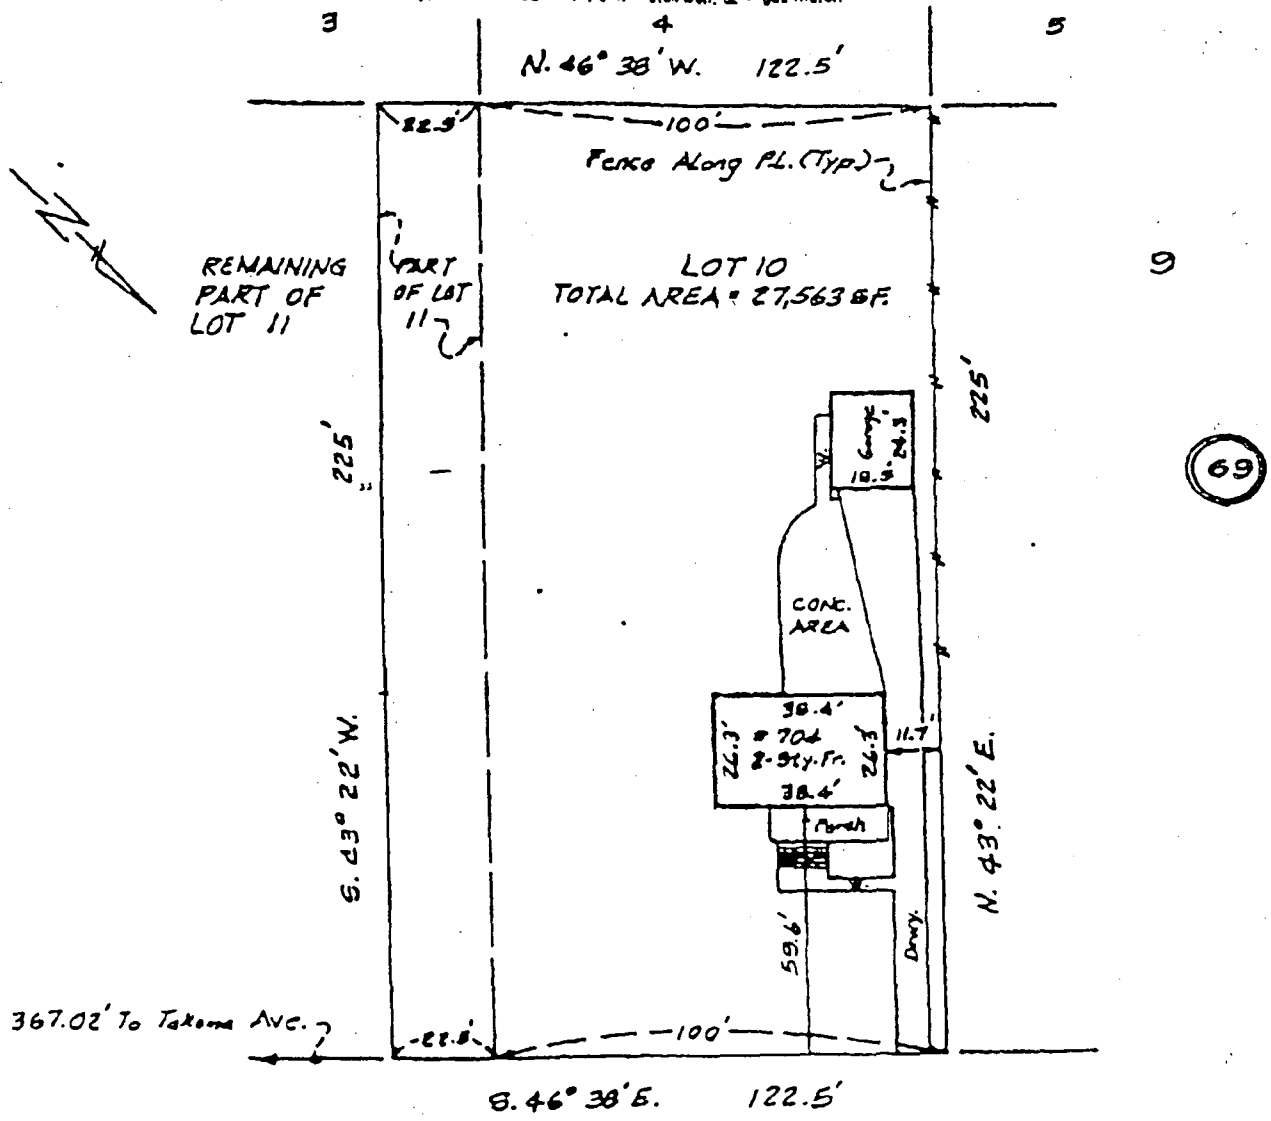 3
4
5
N. 46° 38' W. 122.5'
22.5'
100'
Fence Along P.L. (Typ.)
N
REMAINING
PART OF
LOT 11
PART
OF LOT
11
LOT 10
TOTAL AREA = 27,563 SF.
9
225'
225'
Garage
24.3'
18.3'
W.
69
CONC.
AREA
38.4'
# 704
2-Sty. Fr.
26.3'
26.3'
38.4'
11.7'
Porch
S. 43° 22' W.
N. 43° 22' E.
59.6'
Drwy.
367.02' To Takoma Ave.
22.5'
100'
S. 46° 38' E. 122.5'